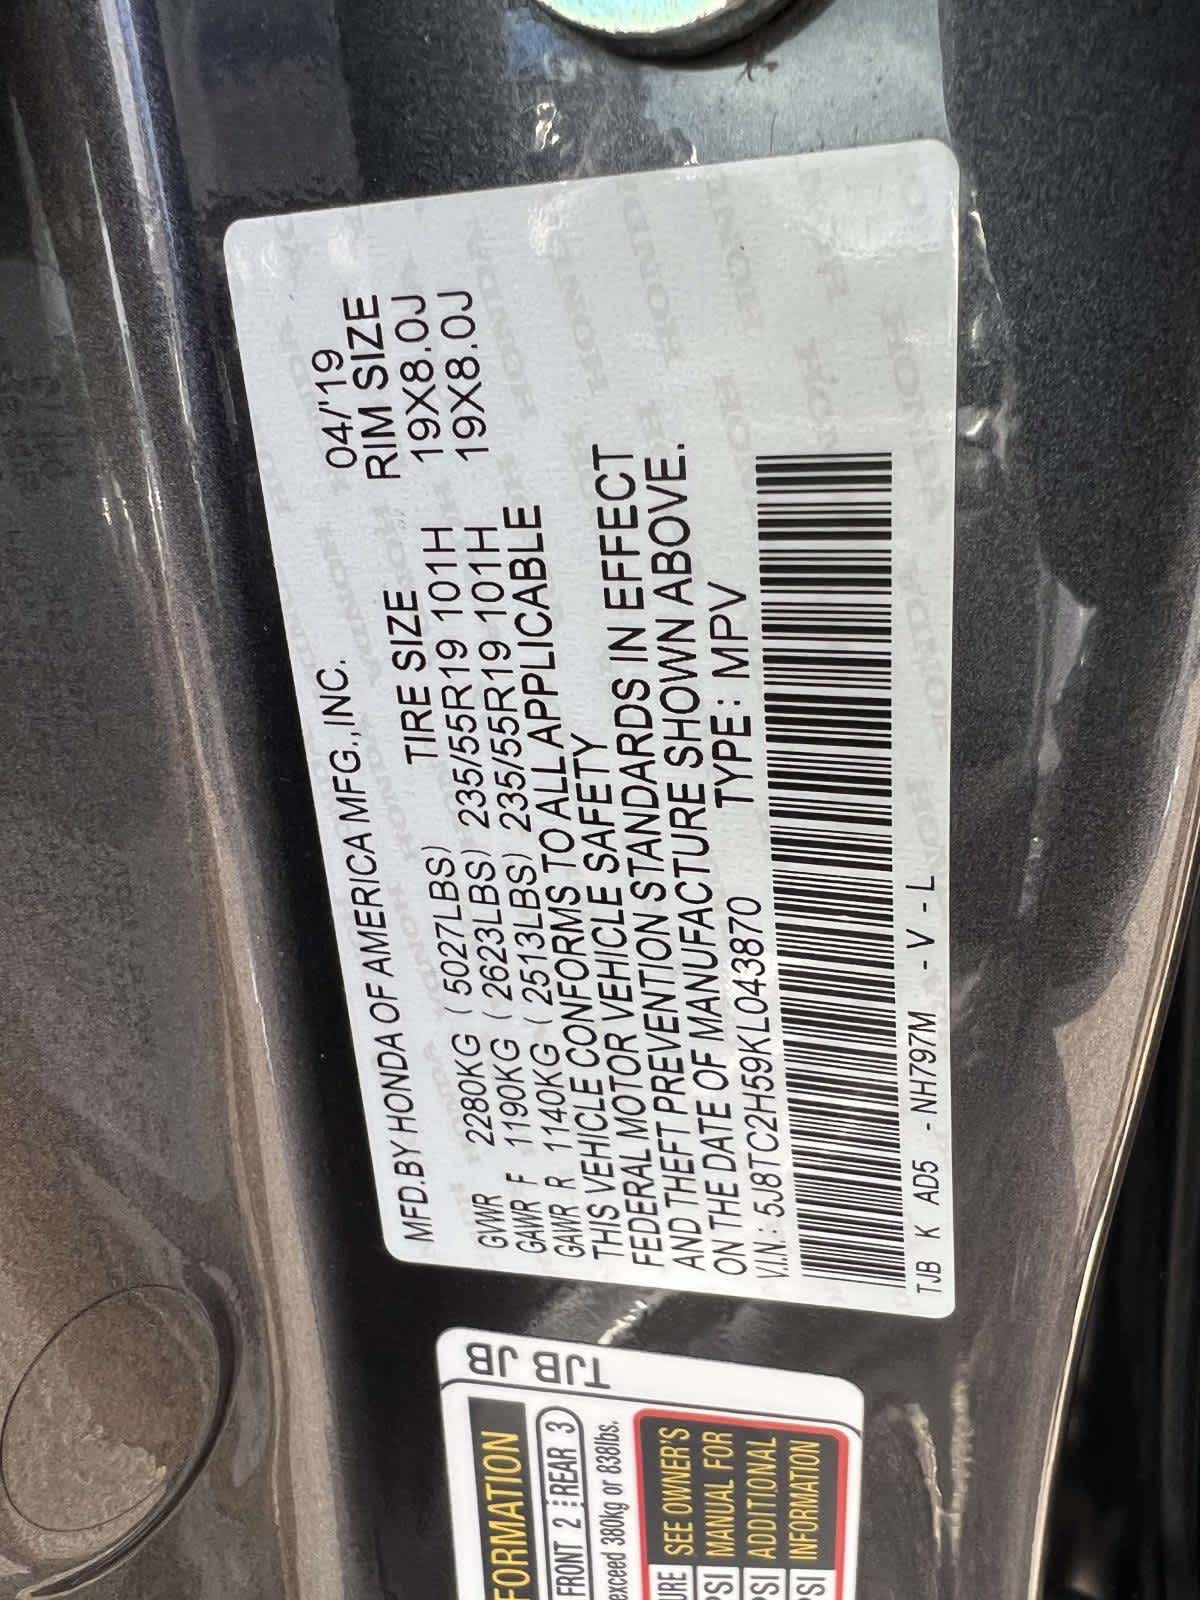 MFD.BY HONDA OF AMERICA MFG.,INC. 04/'19
TIRE SIZE RIM SIZE
GVWR 2280KG ( 5027LBS)
GAWR F 1190KG ( 2623LBS) 235/55R19 101H 19X8.0J
GAWR R 1140KG ( 2513LBS) 235/55R19 101H 19X8.0J
THIS VEHICLE CONFORMS TO ALL APPLICABLE
FEDERAL MOTOR VEHICLE SAFETY
AND THEFT PREVENTION STANDARDS IN EFFECT
ON THE DATE OF MANUFACTURE SHOWN ABOVE.
V.I.N : 5J8TC2H59KL043870 TYPE : MPV
TJB K AD5 -NH797M -V-L
TJB JB
FORMATION
FRONT 2 REAR 3
exceed 380kg or 838lbs.
URE SEE OWNER'S
PSI MANUAL FOR
PSI ADDITIONAL
PSI INFORMATION